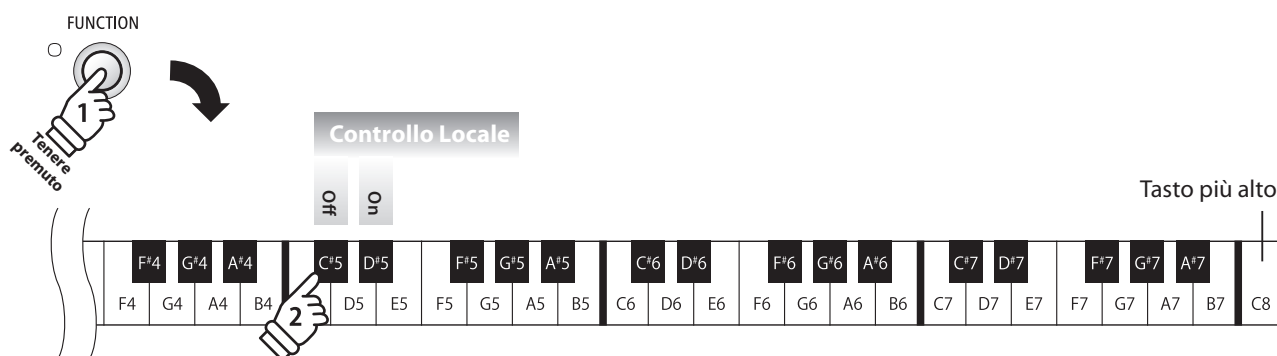 FUNCTION
1
Tenere
premuto
Controllo Locale
Off On
Tasto più alto
F#4 G#4 A#4 C#5 D#5 F#5 G#5 A#5 C#6 D#6 F#6 G#6 A#6 C#7 D#7 F#7 G#7 A#7
F4 G4 A4 B4 D5 E5 F5 G5 A5 B5 C6 D6 E6 F6 G6 A6 B6 C7 D7 E7 F7 G7 A7 B7 C8
2